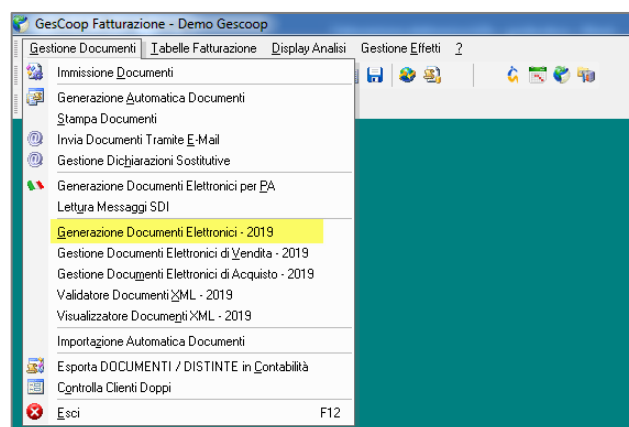 GesCoop Fatturazione - Demo Gescoop
Gestione Documenti Tabelle Fatturazione Display Analisi Gestione Effetti ?
Immissione Documenti
Generazione Automatica Documenti
Stampa Documenti
Invia Documenti Tramite E-Mail
Gestione Dichiarazioni Sostitutive
Generazione Documenti Elettronici per PA
Lettura Messaggi SDI
Generazione Documenti Elettronici - 2019
Gestione Documenti Elettronici di Vendita - 2019
Gestione Documenti Elettronici di Acquisto - 2019
Validatore Documenti XML - 2019
Visualizzatore Documenti XML - 2019
Importazione Automatica Documenti
Esporta DOCUMENTI / DISTINTE in Contabilità
Controlla Clienti Doppi
Esci F12